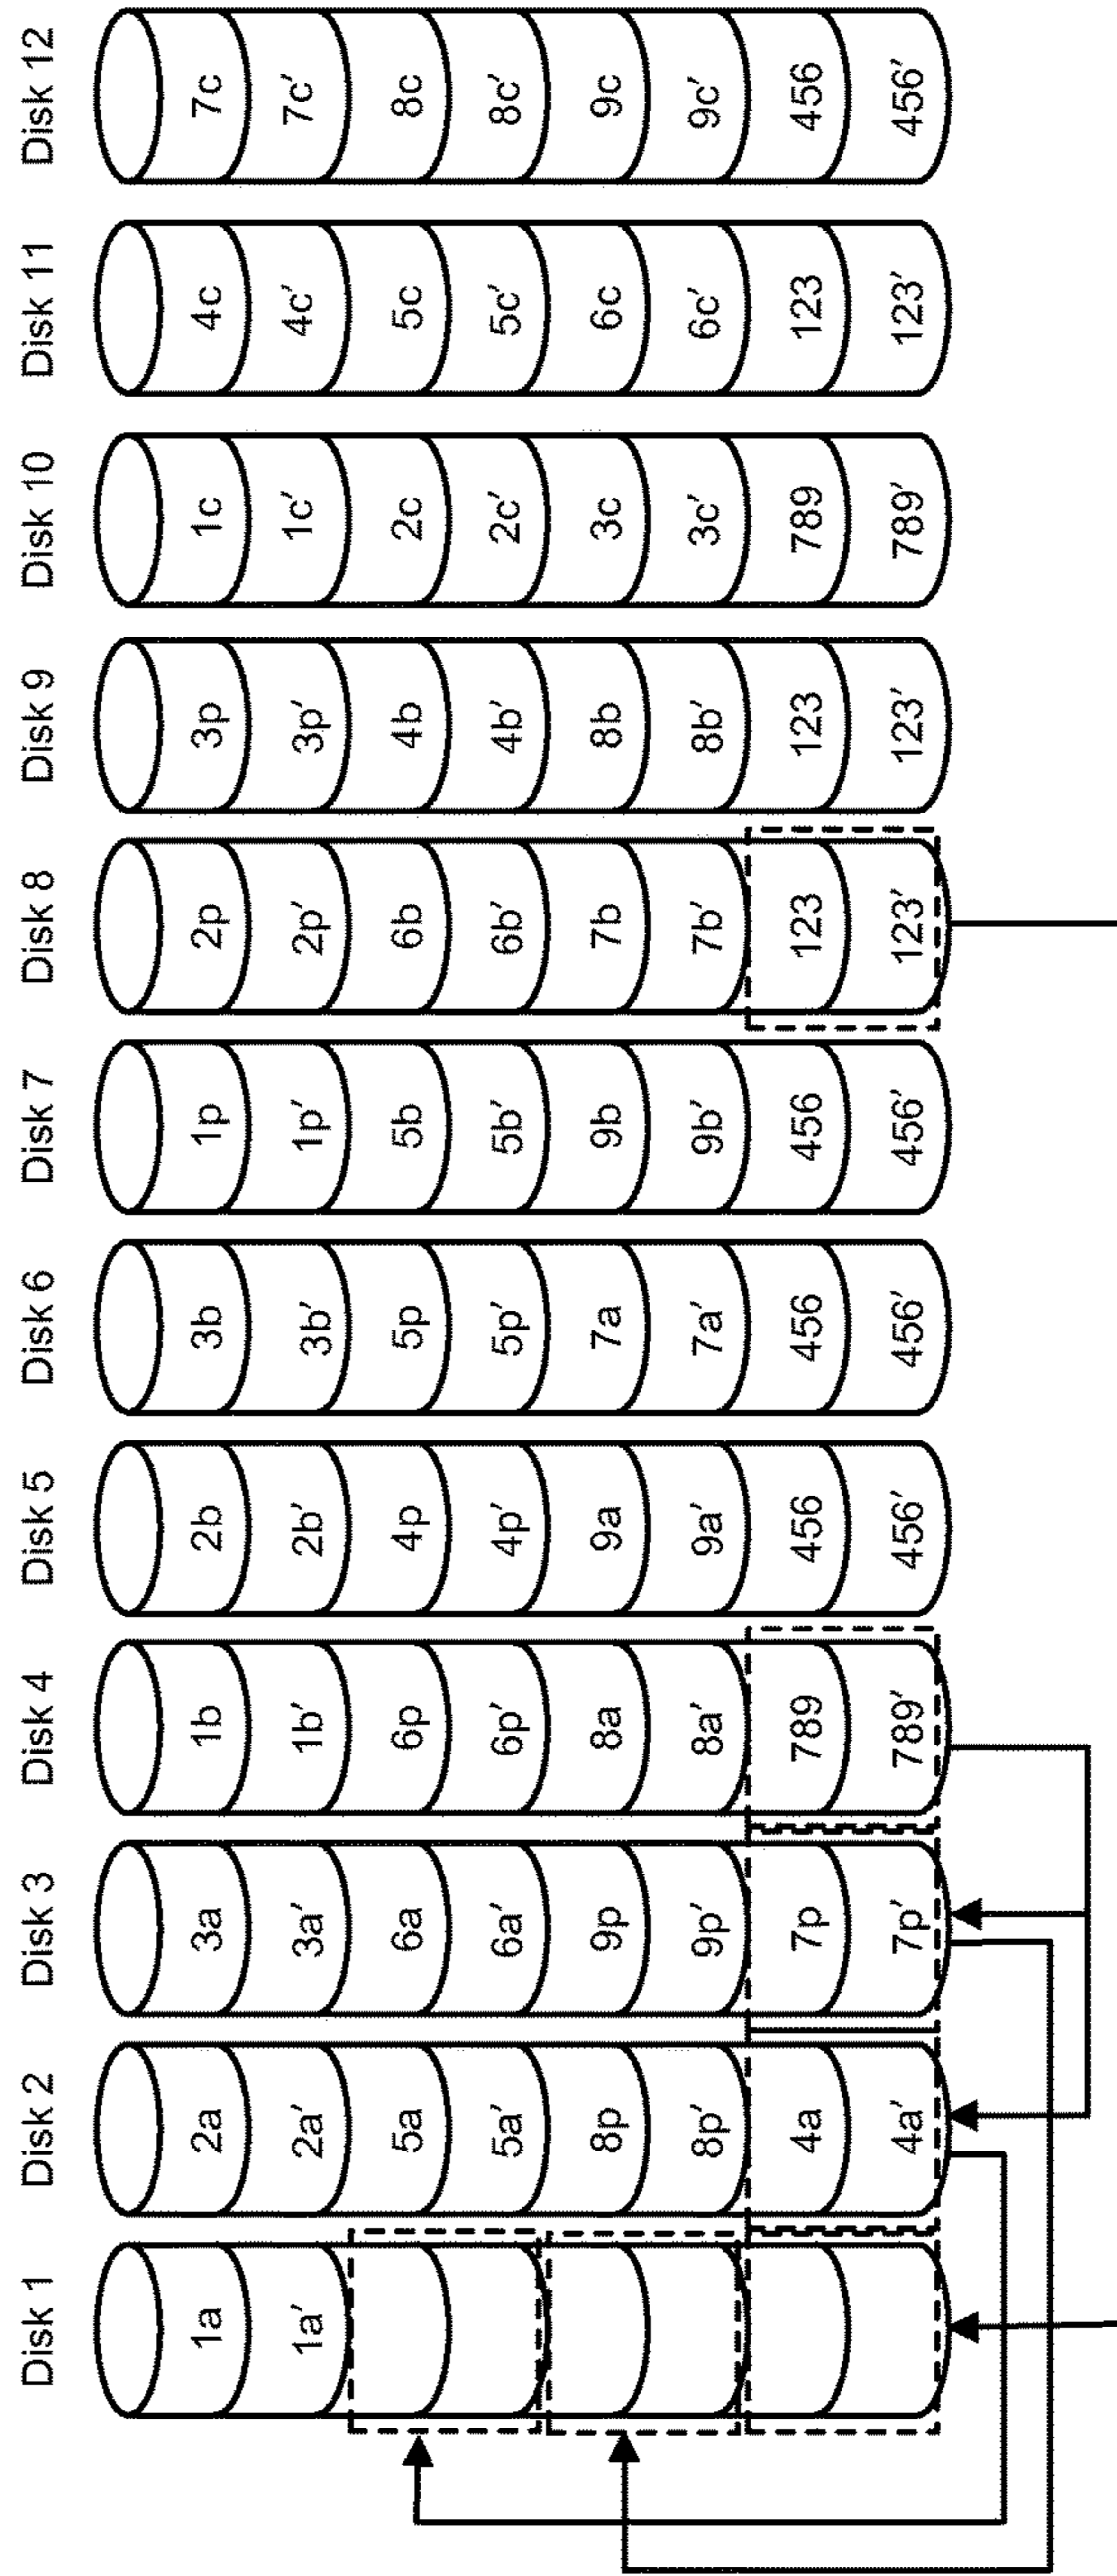 Disk 1 Disk 2 Disk 3 Disk 4 Disk 5 Disk 6 Disk 7 Disk 8 Disk 9 Disk 10 Disk 11 Disk 12
1a 2a 3a 1b 2b 3b 1p 2p 3p 1c 4c 7c
1a′ 2a′ 3a′ 1b′ 2b′ 3b′ 1p′ 2p′ 3p′ 1c′ 4c′ 7c′
5a 6a 6p 4p 5p 5b 6b 4b 2c 5c 8c
5a′ 6a′ 6p′ 4p′ 5p′ 5b′ 6b′ 4b′ 2c′ 5c′ 8c′
8p 9p 8a 9a 7a 9b 7b 8b 3c 6c 9c
8p′ 9p′ 8a′ 9a′ 7a′ 9b′ 7b′ 8b′ 3c′ 6c′ 9c′
4a 7p 789 456 456 456 123 123 789 123 456
4a′ 7p′ 789′ 456′ 456′ 456′ 123′ 123′ 789′ 123′ 456′